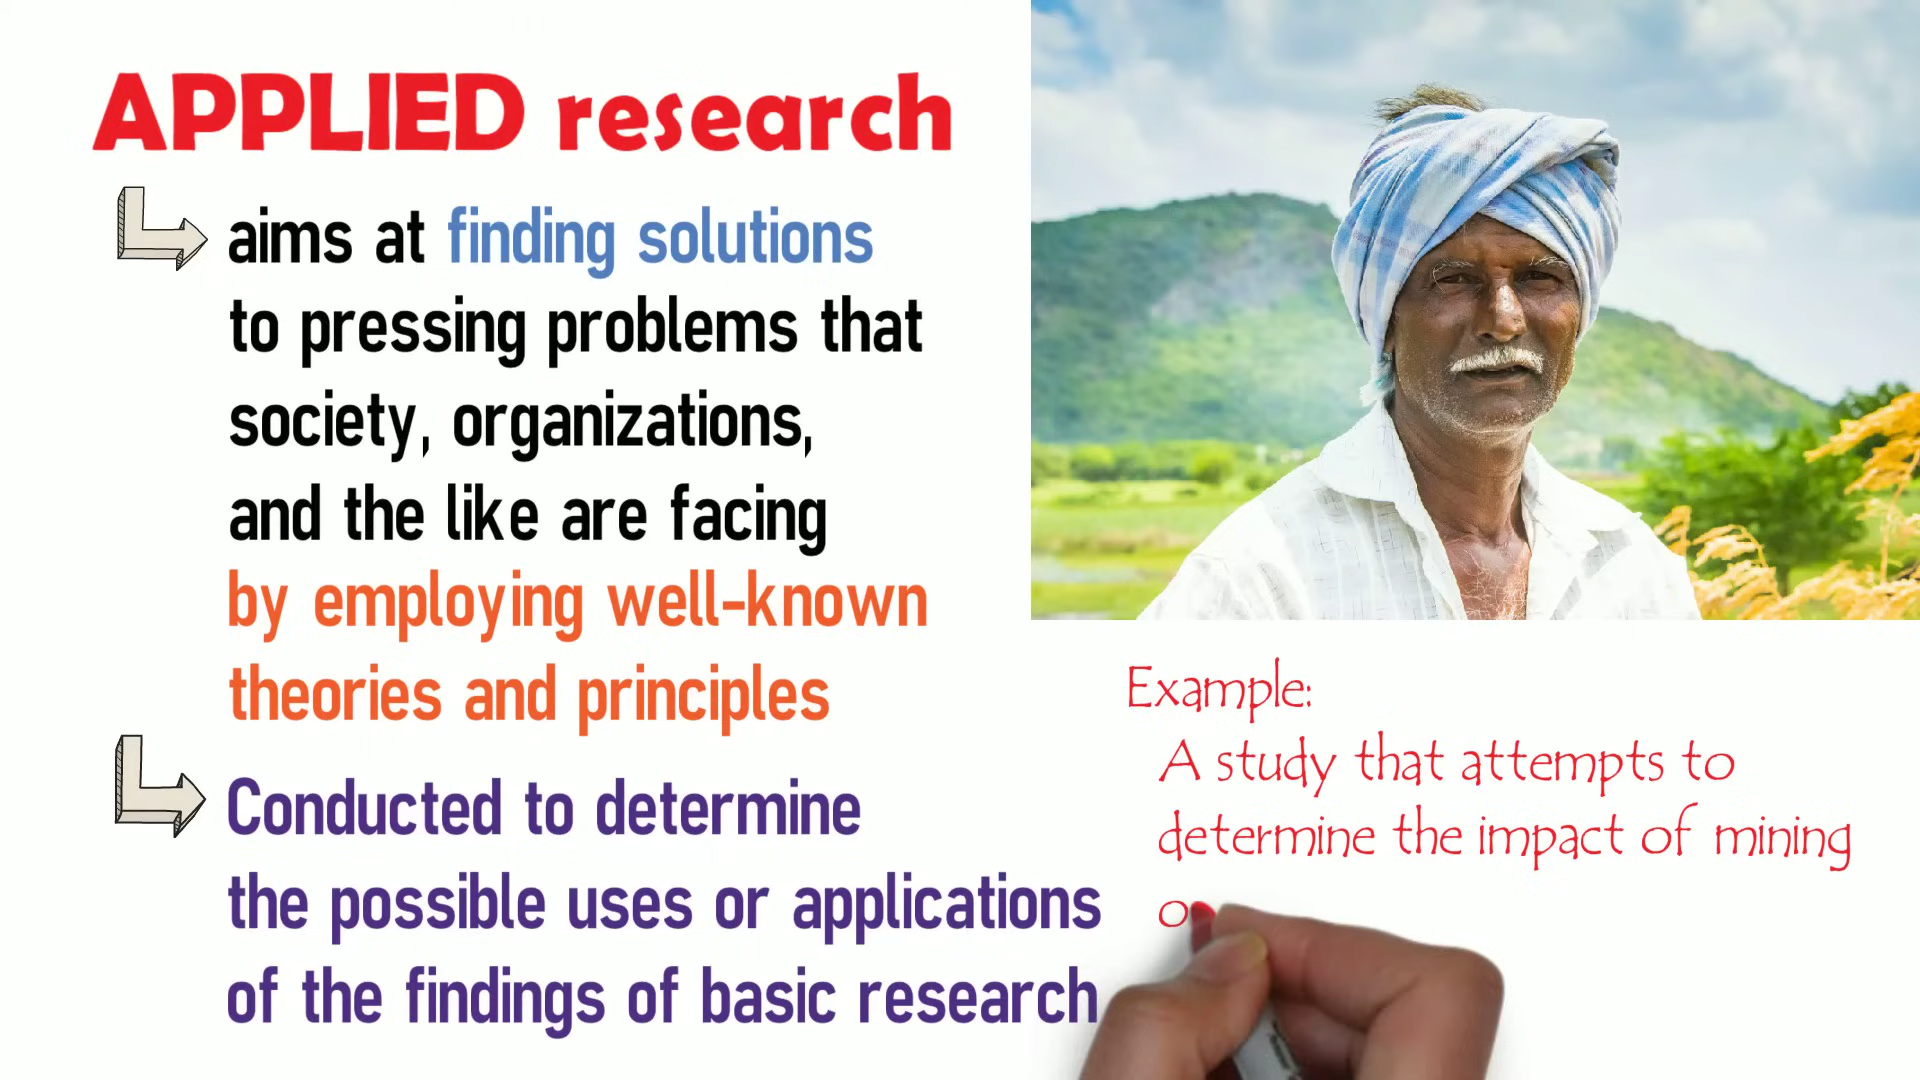 APPLIED research
aims at finding solutions
to pressing problems that
society, organizations,
and the like are facing
by employing well-known
theories and principles
Conducted to determine
the possible uses or applications
of the findings of basic research
Example:
A study that attempts to
determine the impact of mining